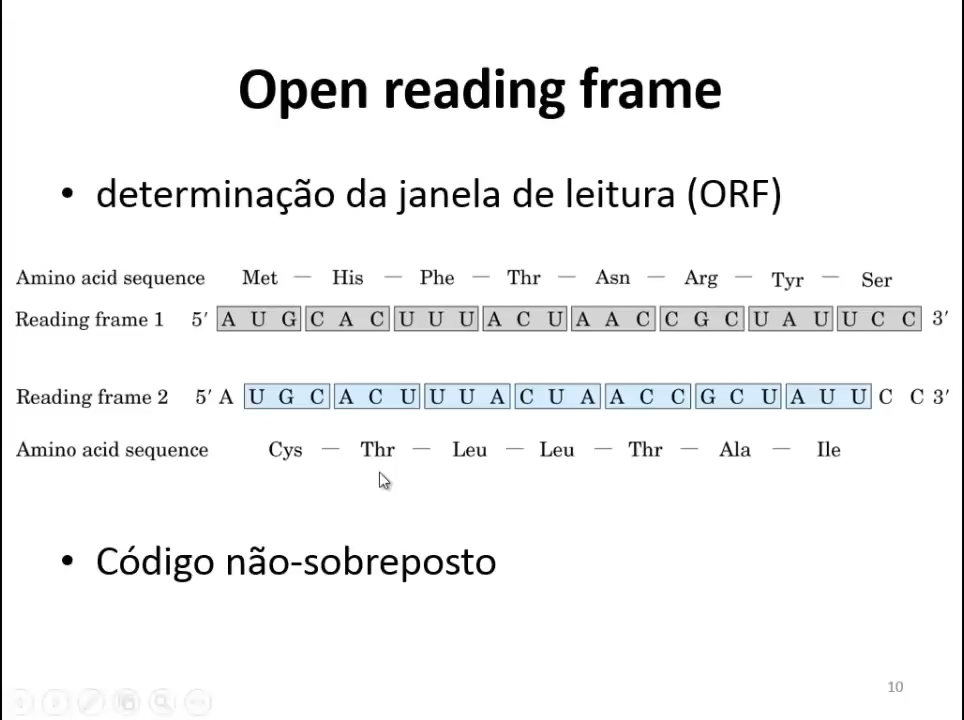 Open reading frame
• determinação da janela de leitura (ORF)
Amino acid sequence Met — His — Phe — Thr — Asn — Arg — Tyr — Ser
Reading frame 1 5′ A U G C A C U U U A C U A A C C G C U A U U C C 3′
Reading frame 2 5′ A U G C A C U U U A C U A A C C G C U A U U C C 3′
Amino acid sequence Cys — Thr — Leu — Leu — Thr — Ala — Ile
• Código não-sobreposto
10